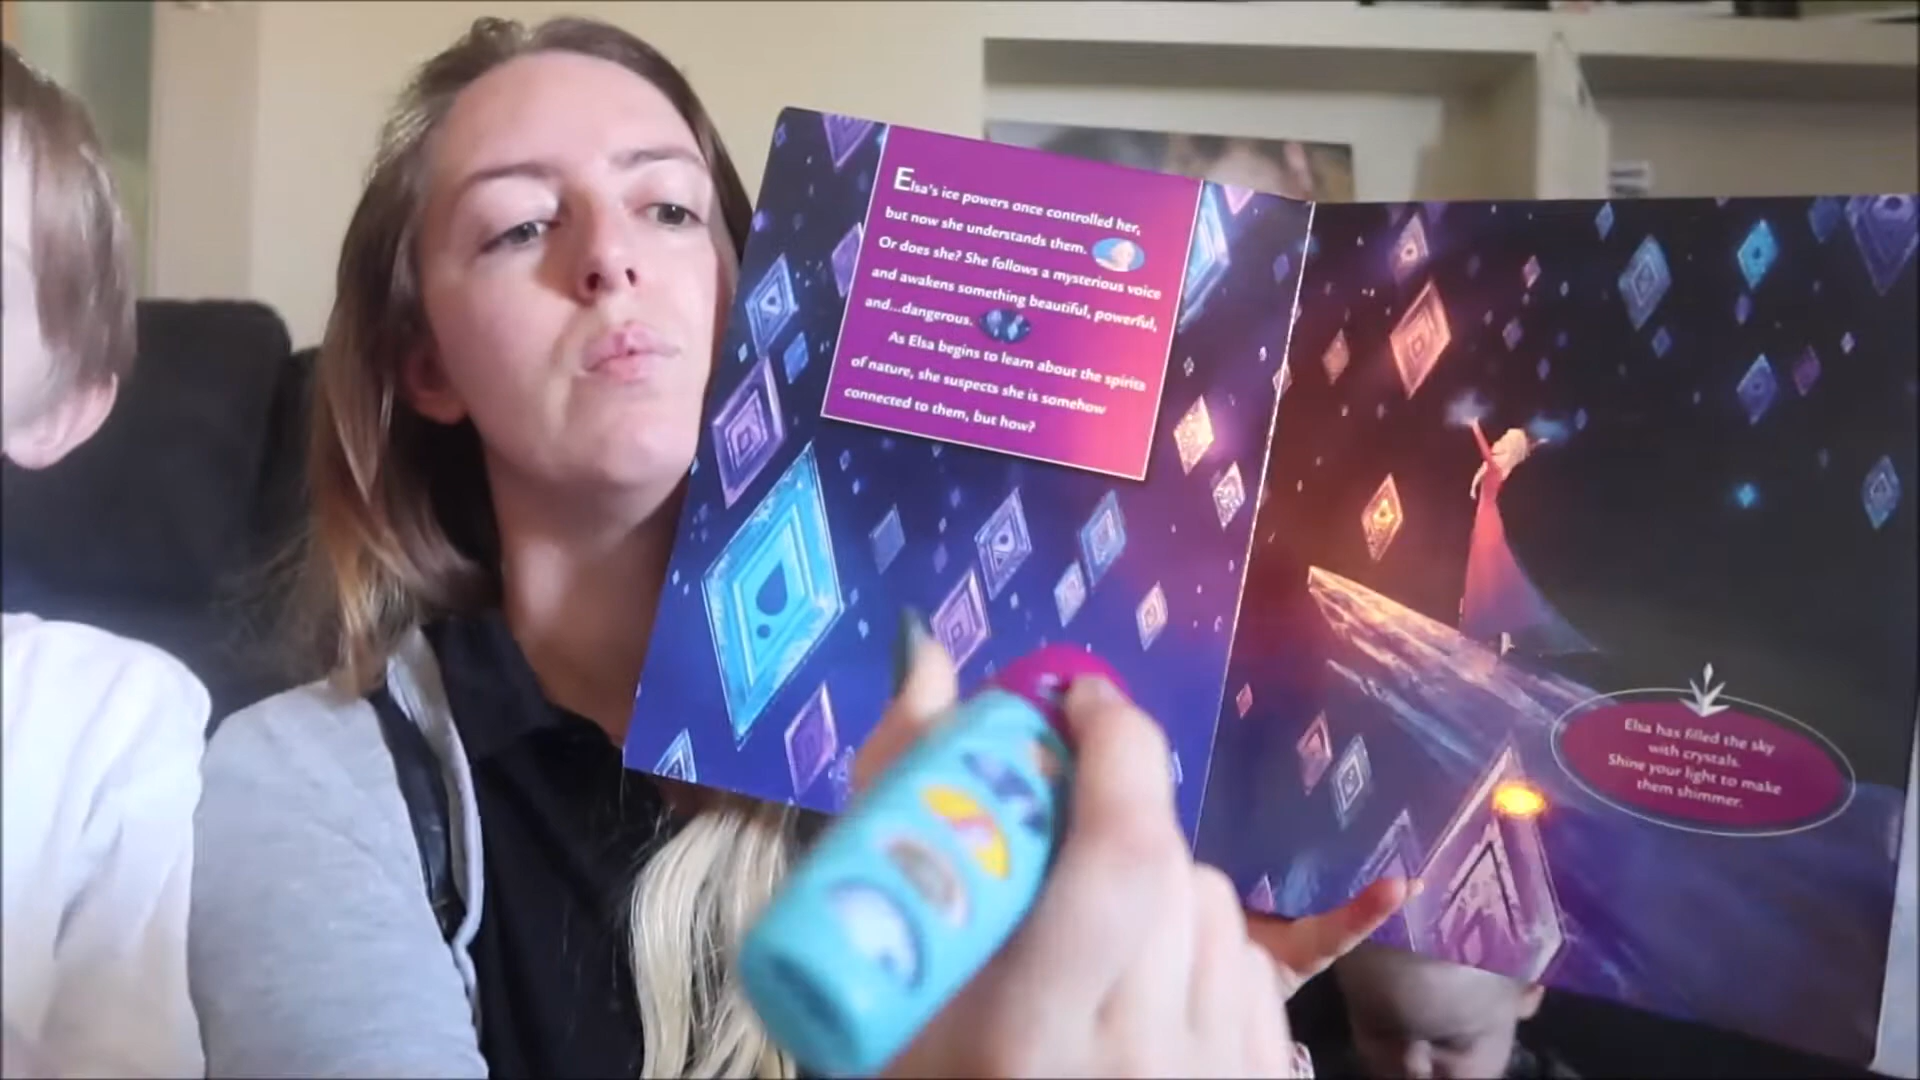 Elsa's ice powers once controlled her,
but now she understands them.
Or does she? She follows a mysterious voice
and awakens something beautiful, powerful,
and...dangerous.
As Elsa begins to learn about the spirits
of nature, she suspects she is somehow
connected to them, but how?
Elsa has filled the sky
with crystals.
Shine your light to make
them shimmer.